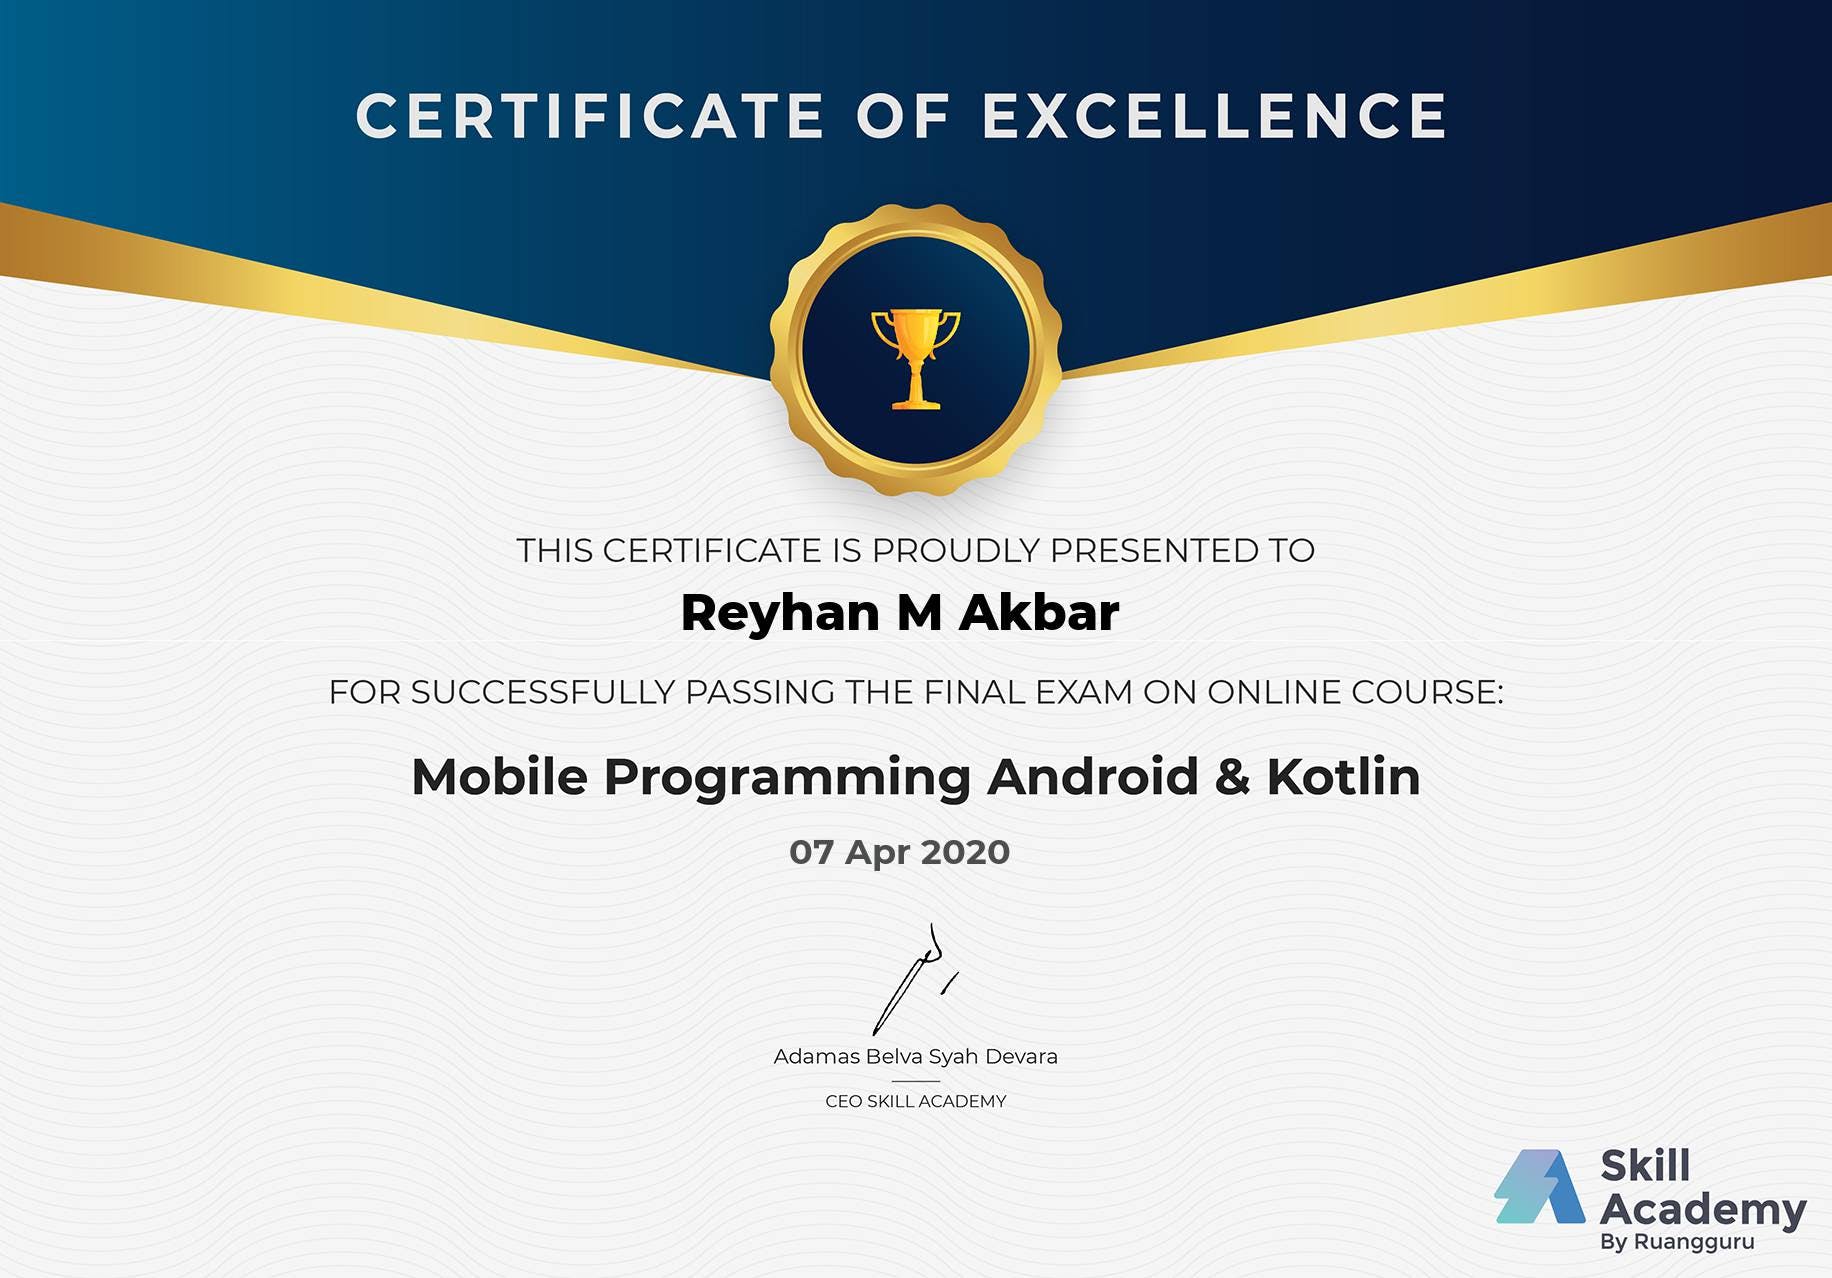 CERTIFICATE OF EXCELLENCE
THIS CERTIFICATE IS PROUDLY PRESENTED TO
Reyhan M Akbar
FOR SUCCESSFULLY PASSING THE FINAL EXAM ON ONLINE COURSE:
Mobile Programming Android & Kotlin
07 Apr 2020
Adamas Belva Syah Devara
CEO SKILL ACADEMY
Skill
Academy
By Ruangguru